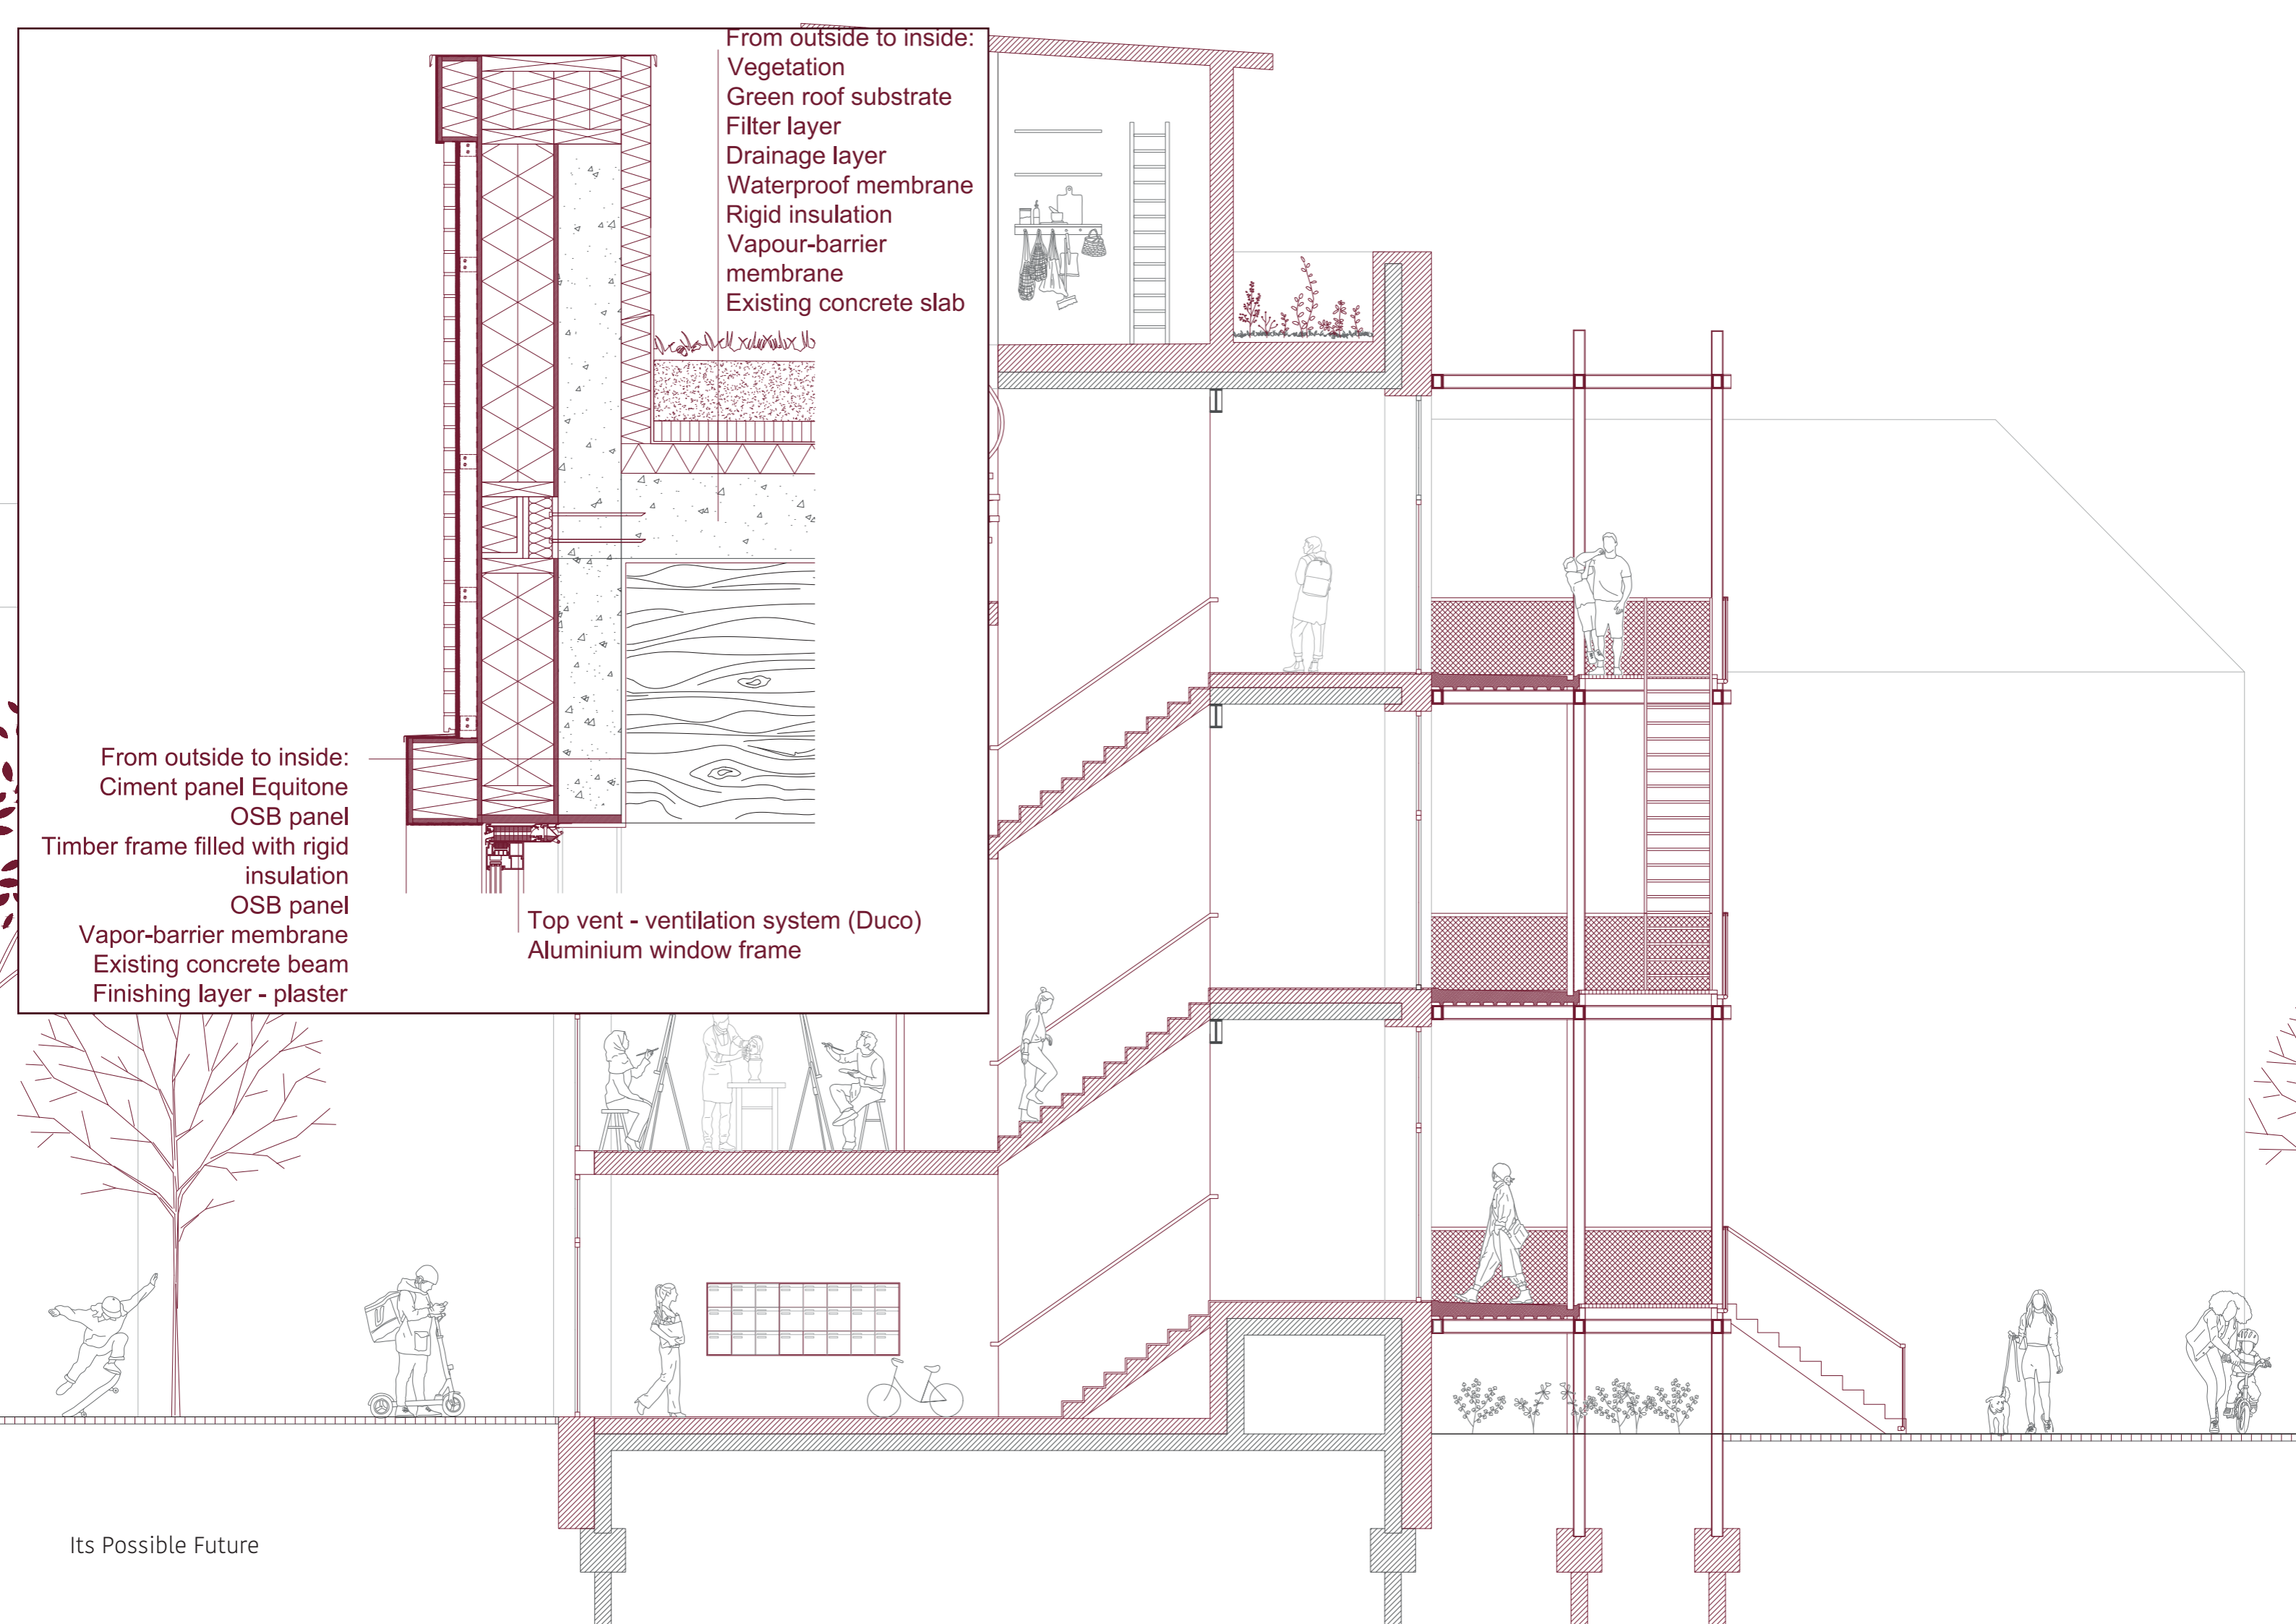 From outside to inside:
Vegetation
Green roof substrate
Filter layer
Drainage layer
Waterproof membrane
Rigid insulation
Vapour-barrier
membrane
Existing concrete slab
From outside to inside:
Ciment panel Equitone
OSB panel
Timber frame filled with rigid
insulation
OSB panel
Vapor-barrier membrane
Existing concrete beam
Finishing layer - plaster
Top vent - ventilation system (Duco)
Aluminium window frame
Its Possible Future